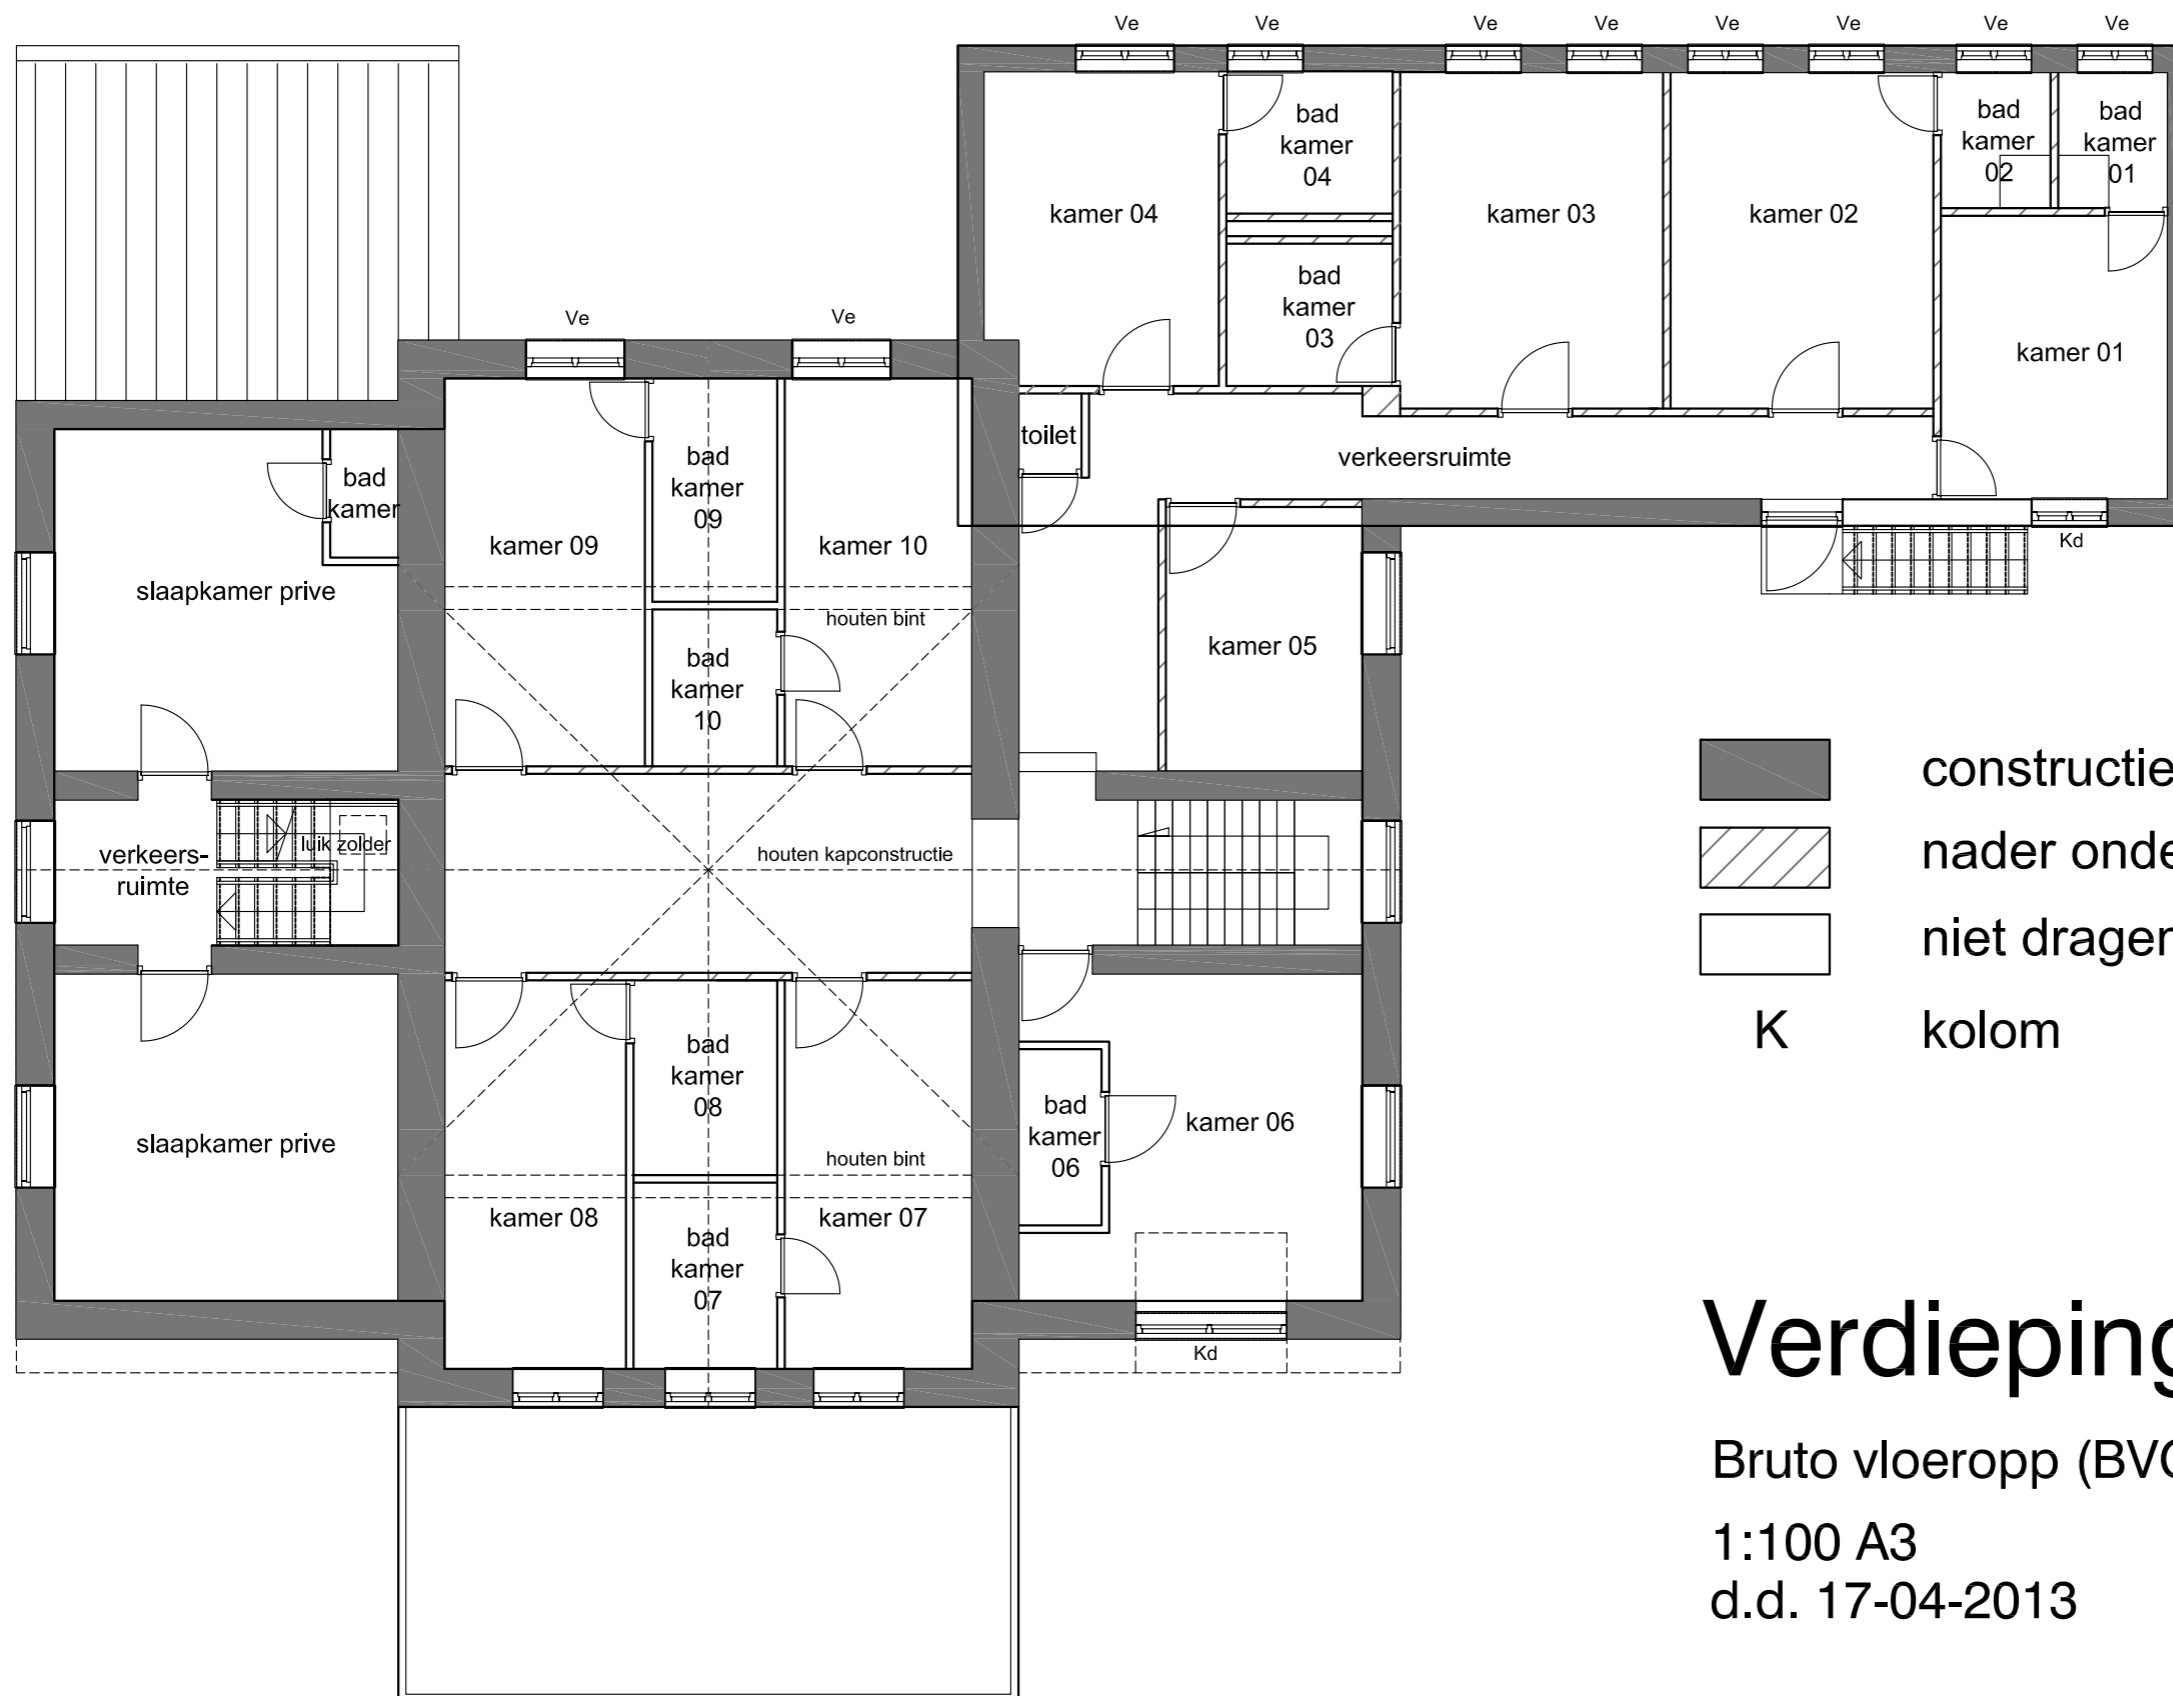 Ve Ve Ve Ve Ve Ve Ve Ve
bad
kamer
04
bad
kamer
02
bad
kamer
01
kamer 04
kamer 03
kamer 02
bad
kamer
03
kamer 01
Ve Ve
toilet
verkeersruimte
Kd
bad
kamer
slaapkamer prive
kamer 09
bad
kamer
09
kamer 10
houten bint
bad
kamer
10
kamer 05
verkeers-
ruimte
luik zolder
houten kapconstructie
constructie
nader onde
niet drager
K kolom
slaapkamer prive
bad
kamer
08
houten bint
kamer 08
kamer 07
bad
kamer
07
bad
kamer
06
kamer 06
Kd
Verdieping
Bruto vloeropp (BVO
1:100 A3
d.d. 17-04-2013